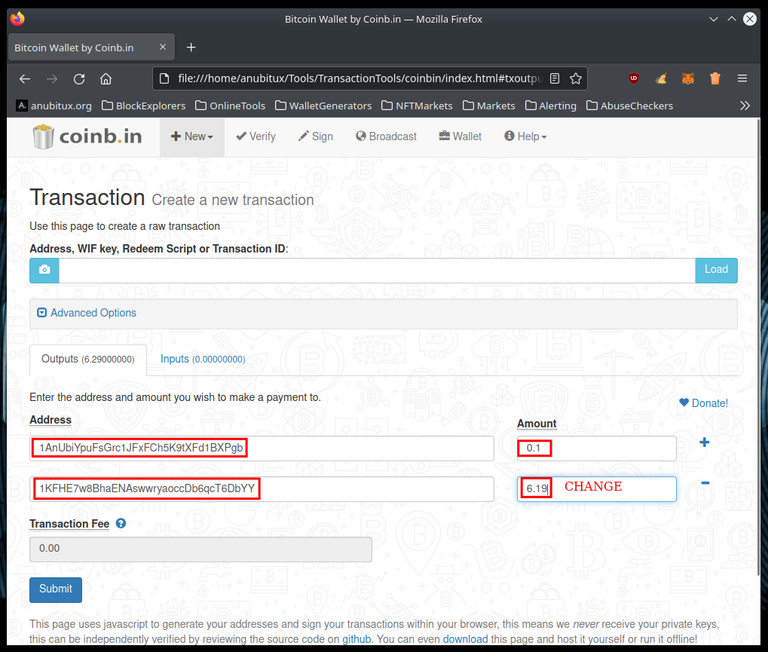 Bitcoin Wallet by Coinb.in — Mozilla Firefox
Bitcoin Wallet by Coinb.in
file:///home/anubitux/Tools/TransactionTools/coinbin/index.html#txoutpu
anubitux.org BlockExplorers OnlineTools WalletGenerators NFTMarkets Markets Alerting AbuseCheckers
coinb.in New Verify Sign Broadcast Wallet Help
Transaction Create a new transaction
Use this page to create a raw transaction
Address, WIF key, Redeem Script or Transaction ID:
Load
Advanced Options
Outputs (6.29000000) Inputs (0.00000000)
Enter the address and amount you wish to make a payment to.
Donate!
Address Amount
1AnUbiYpuFsGrc1JFxFCh5K9tXFd1BXPgb 0.1
1KFHE7w8BhaENAswwryaoccDb6qcT6DbYY 6.19 CHANGE
Transaction Fee
0.00
Submit
This page uses javascript to generate your addresses and sign your transactions within your browser, this means we never receive your private keys,
this can be independently verified by reviewing the source code on github. You can even download this page and host it yourself or run it offline!